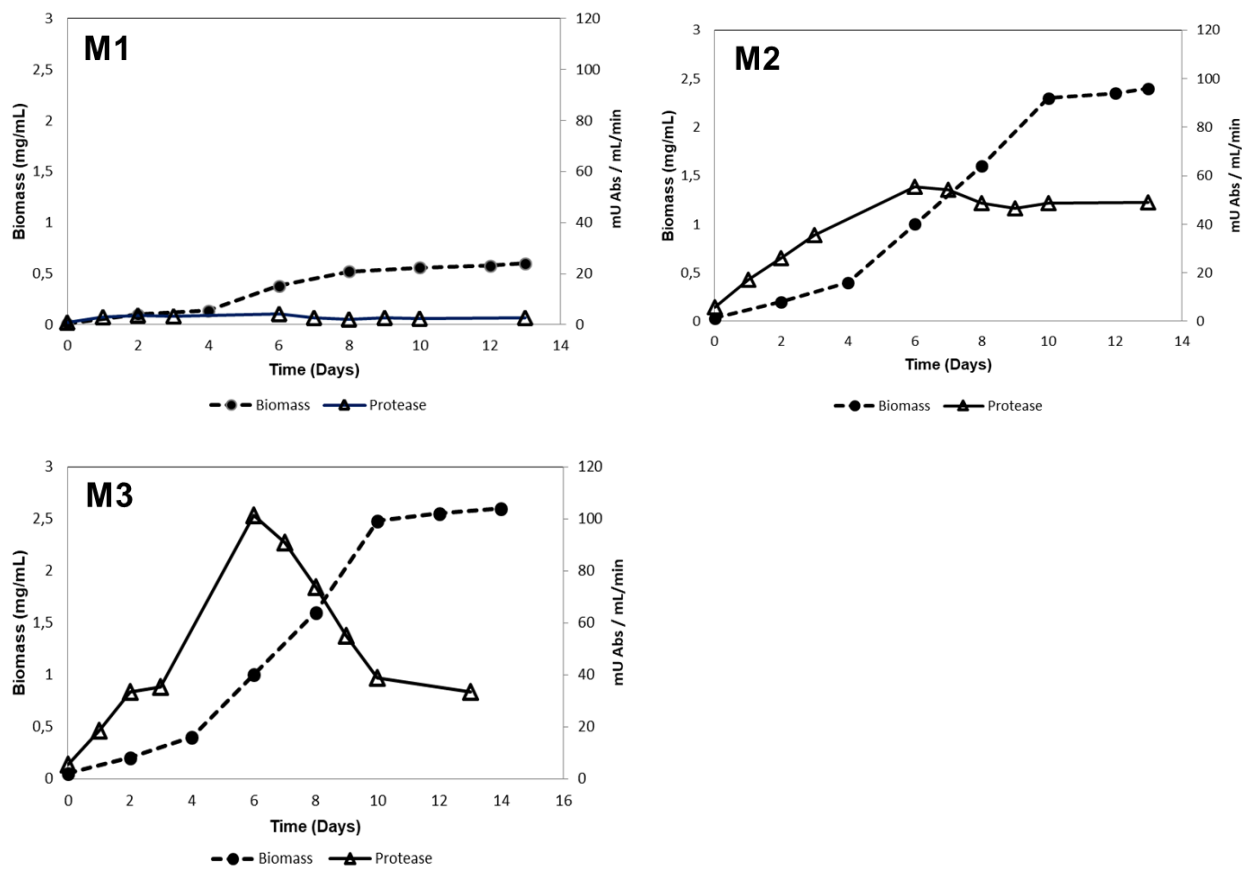 M1
3
2,5
2
1,5
1
0,5
0
Biomass (mg/mL)
120
100
80
60
40
20
0
mU Abs / mL/min
0 2 4 6 8 10 12 14
Time (Days)
Biomass Protease
M2
3
2,5
2
1,5
1
0,5
0
Biomass (mg/mL)
120
100
80
60
40
20
0
mU Abs / mL/min
0 2 4 6 8 10 12 14
Time (Days)
Biomass Protease
M3
3
2,5
2
1,5
1
0,5
0
Biomass (mg/mL)
120
100
80
60
40
20
0
mU Abs / mL/min
0 2 4 6 8 10 12 14 16
Time (Days)
Biomass Protease